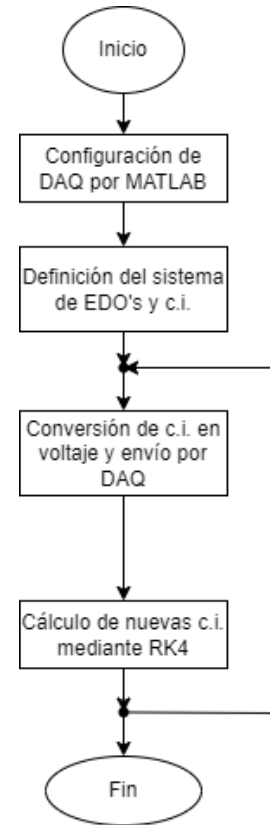 Inicio
Configuración de
DAQ por MATLAB
Definición del sistema
de EDO's y c.i.
Conversión de c.i. en
voltaje y envío por
DAQ
Cálculo de nuevas c.i.
mediante RK4
Fin